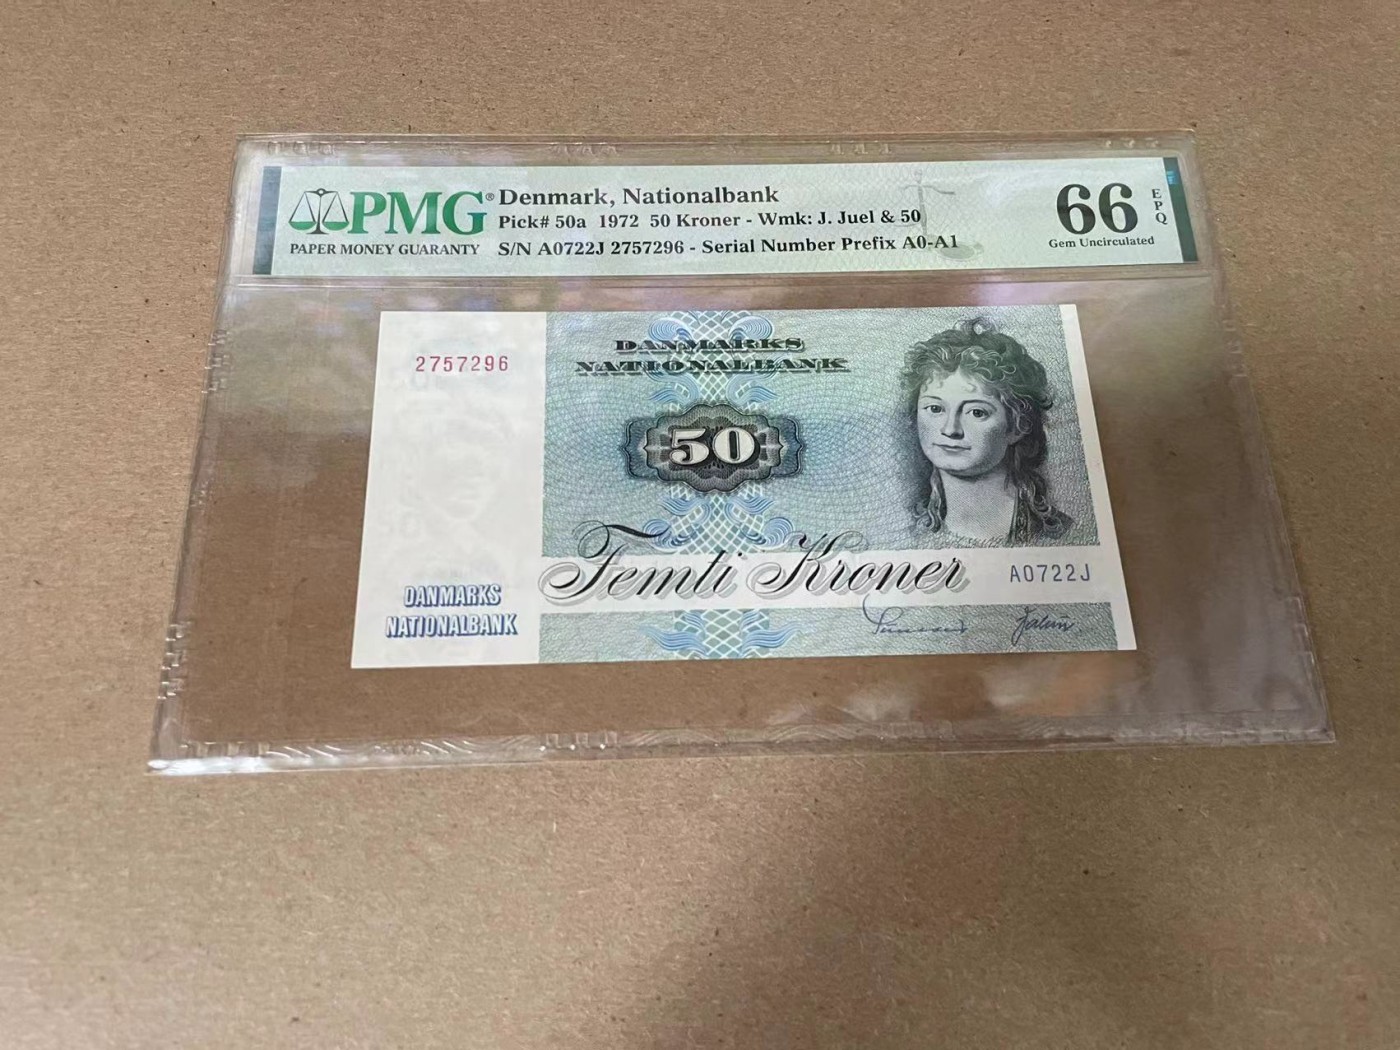 PMG®
PAPER MONEY GUARANTY
Denmark, Nationalbank
Pick# 50a 1972 50 Kroner - Wmk: J. Juel & 50
S/N A0722J 2757296 - Serial Number Prefix A0-A1
66
EPQ
Gem Uncirculated
2757296
DANMARKS
NATIONALBANK
50
Femti Kroner
A0722J
DANMARKS
NATIONALBANK